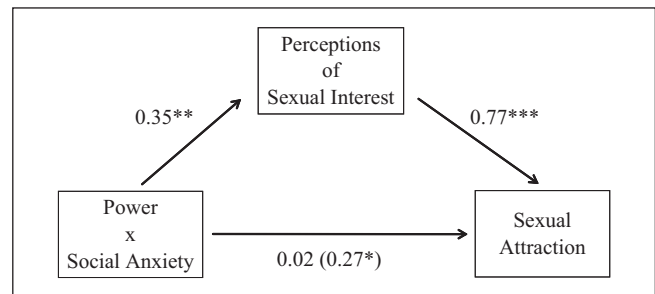 Perceptions
of
Sexual Interest
0.35**
0.77***
Power
x
Social Anxiety
Sexual
Attraction
0.02 (0.27*)